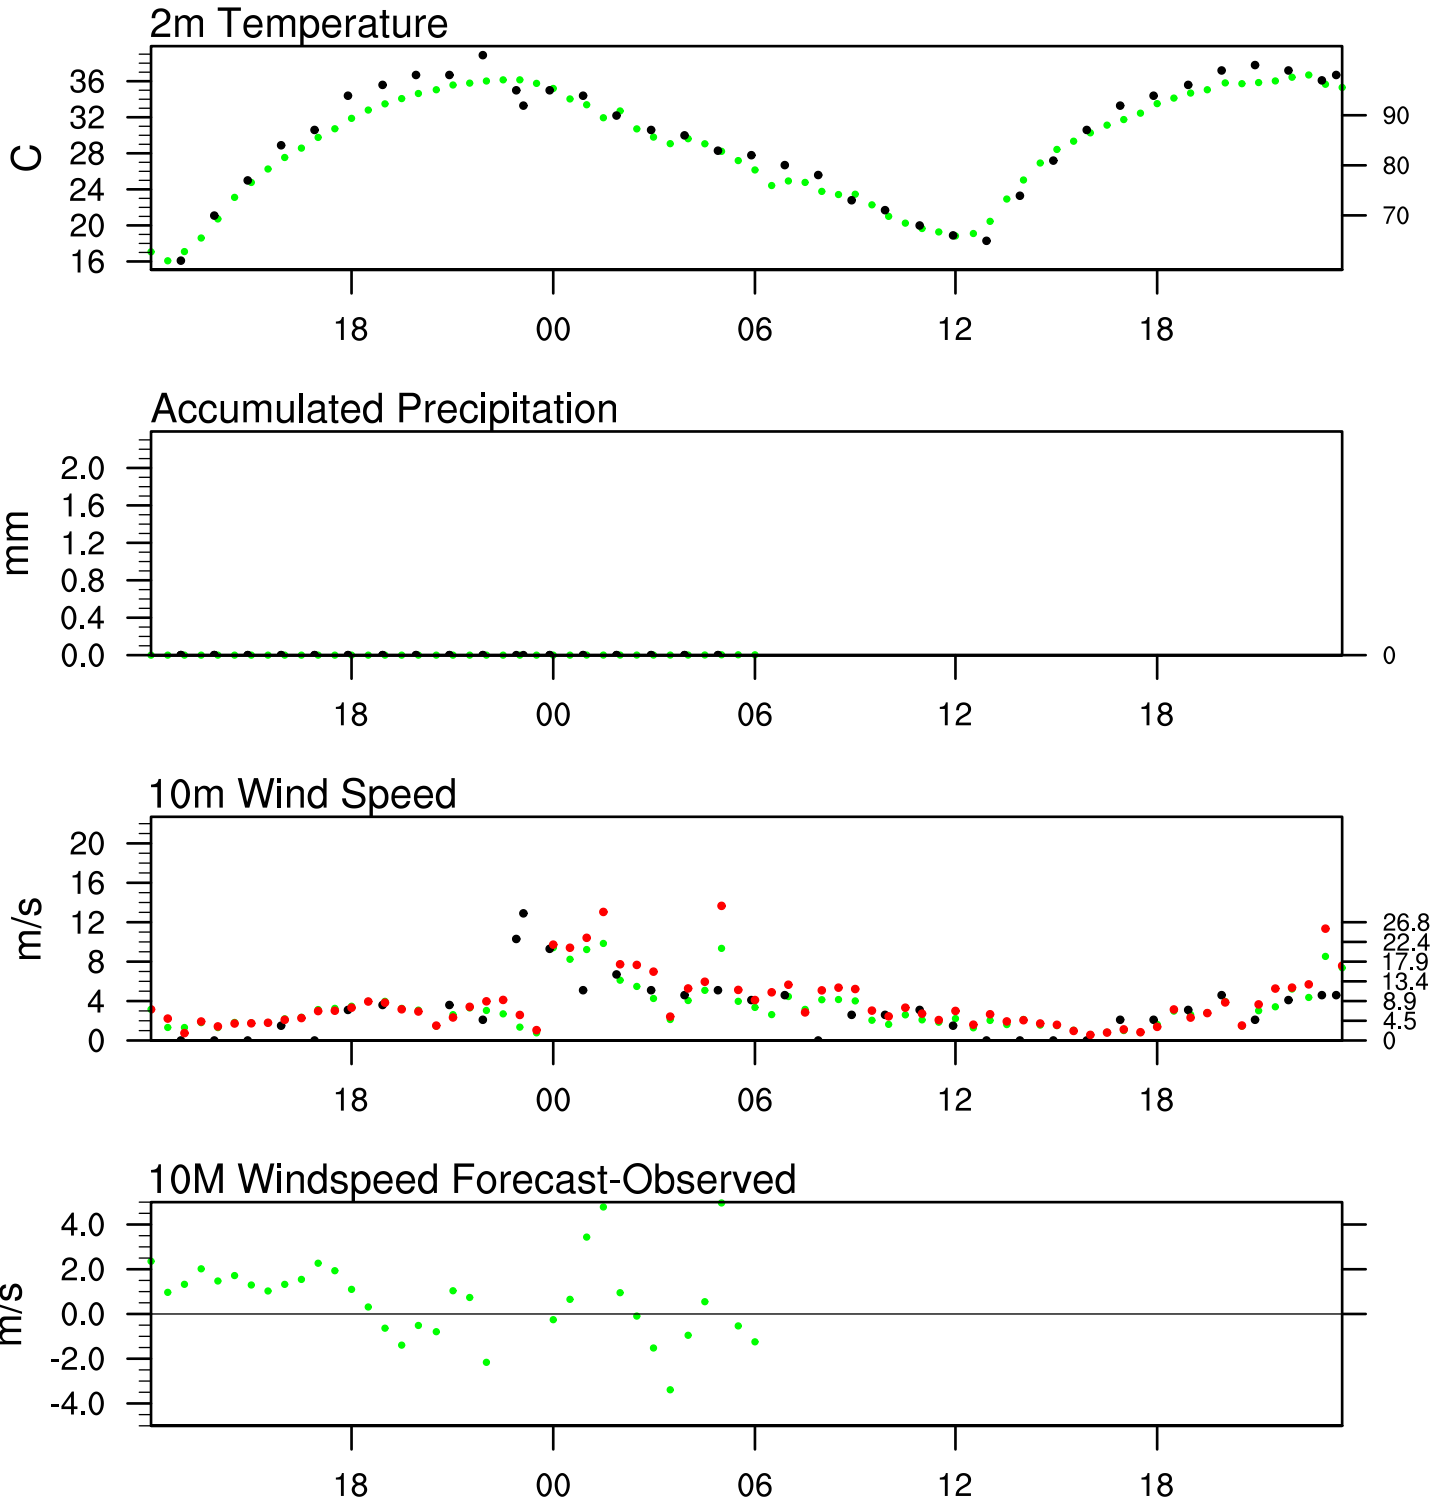 2m Temperature
C
36
32
28
24
20
16
90
80
70
18 00 06 12 18
Accumulated Precipitation
mm
2.0
1.6
1.2
0.8
0.4
0.0
0
18 00 06 12 18
10m Wind Speed
m/s
20
16
12
8
4
0
26.8
22.4
17.9
13.4
8.9
4.5
0
18 00 06 12 18
10M Windspeed Forecast-Observed
m/s
4.0
2.0
0.0
-2.0
-4.0
18 00 06 12 18